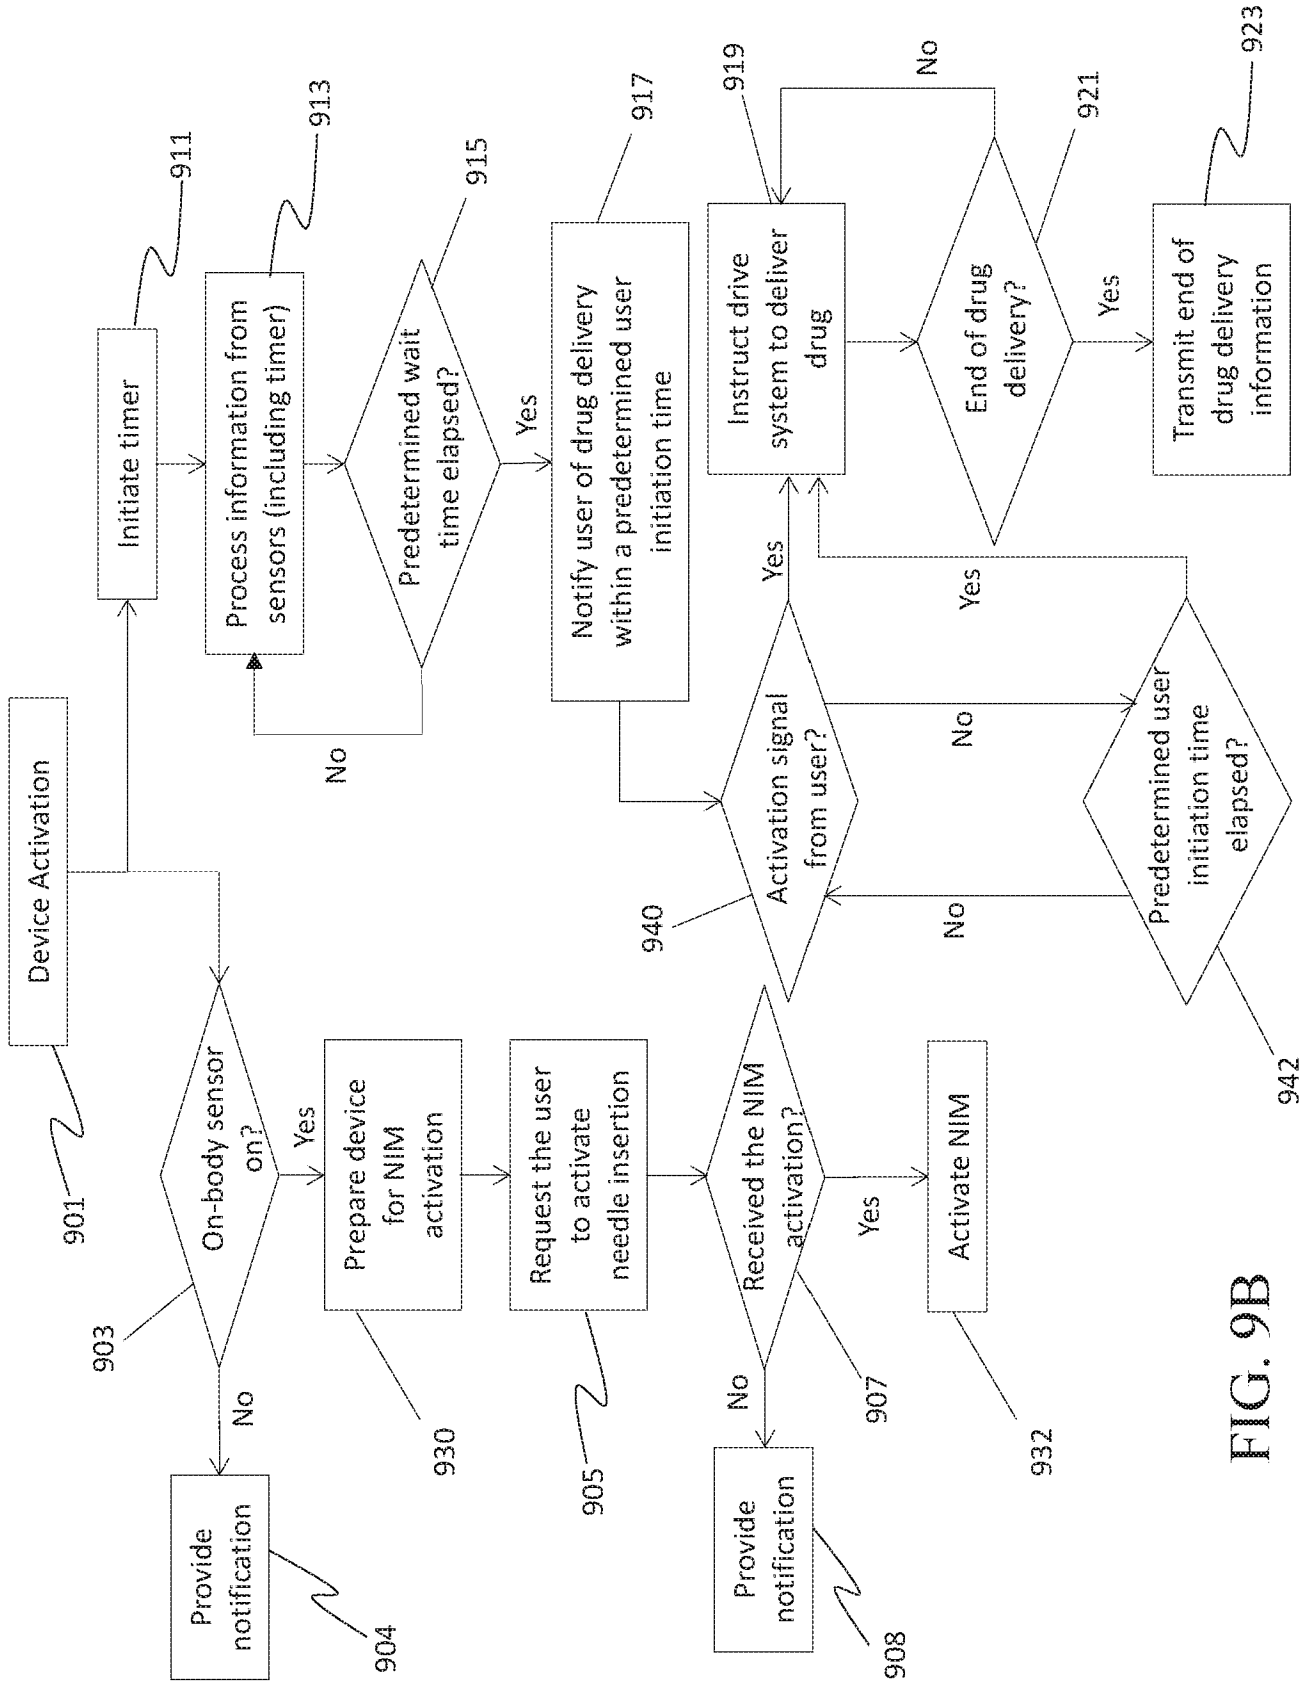 Device Activation
901
On-body sensor
on?
903
No
Provide
notification
904
Yes
Prepare device
for NIM
activation
930
Request the user
to activate
needle insertion
905
Received the NIM
activation?
907
No
Provide
notification
908
Yes
Activate NIM
932
Initiate timer
911
Process information from
sensors (including timer)
913
Predetermined wait
time elapsed?
915
No
Yes
Notify user of drug delivery
within a predetermined user
initiation time
917
Activation signal
from user?
940
Yes
No
No
Predetermined user
initiation time
elapsed?
942
Yes
Instruct drive
system to deliver
drug
919
End of drug
delivery?
921
No
Yes
Transmit end of
drug delivery
information
923
FIG. 9B